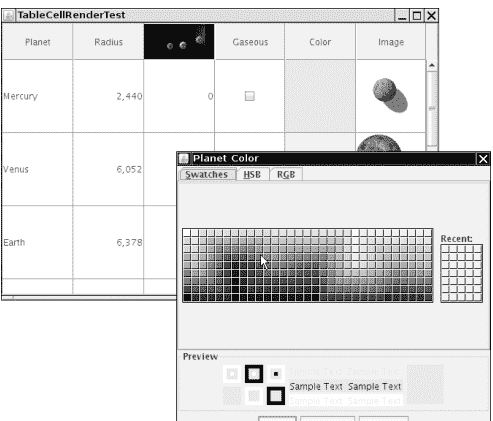 TableCellRenderTest
Planet Radius Gaseous Color Image
Mercury 2,440 0
Venus 6,052
Earth 6,378
Planet Color
Swatches HSB RGB
Recent:
Preview
Sample Text Sample Text
Sample Text Sample Text
Sample Text Sample Text